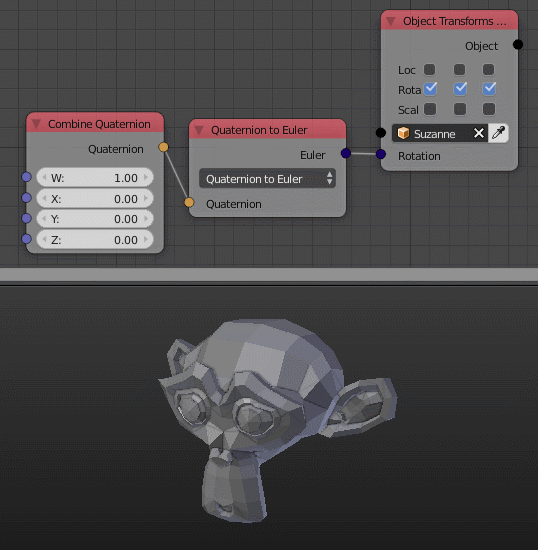 Object Transforms ...
Object
Loc
Rota
Scal
Suzanne
Rotation
Combine Quaternion
Quaternion
W: 1.00
X: 0.00
Y: 0.00
Z: 0.00
Quaternion to Euler
Euler
Quaternion to Euler
Quaternion